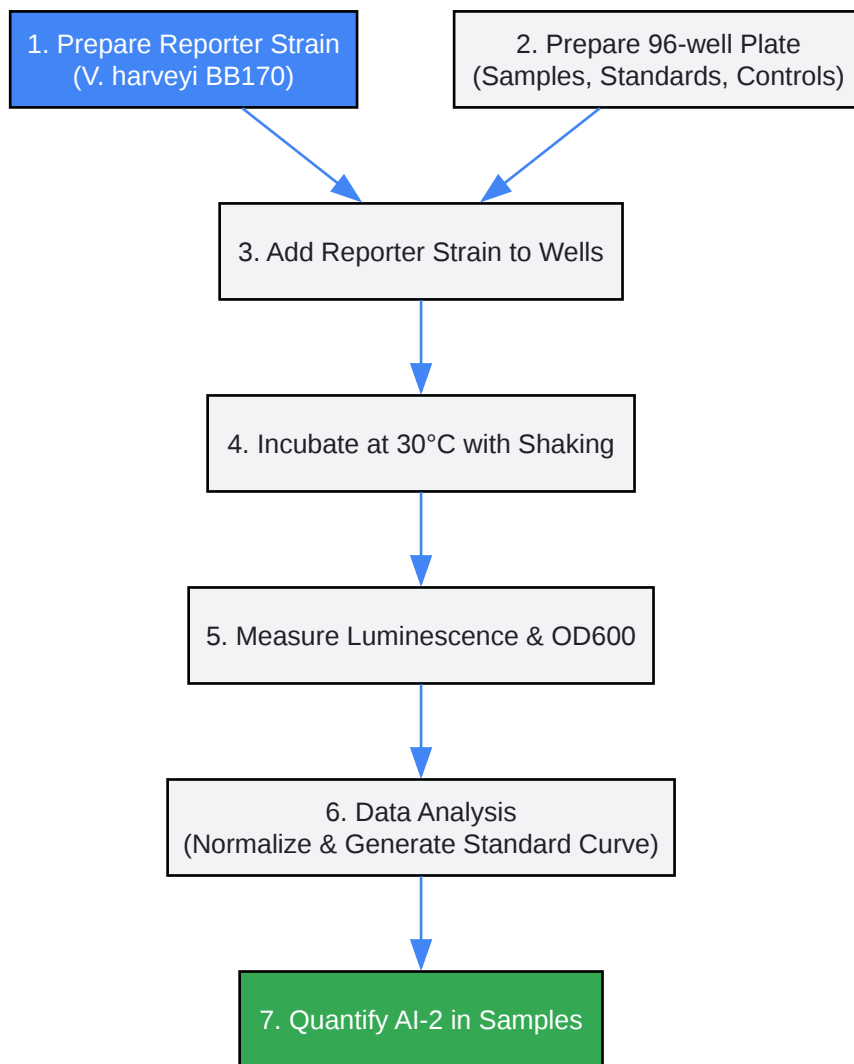 1. Prepare Reporter Strain
(V. harveyi BB170)
2. Prepare 96-well Plate
(Samples, Standards, Controls)
3. Add Reporter Strain to Wells
4. Incubate at 30°C with Shaking
5. Measure Luminescence & OD600
6. Data Analysis
(Normalize & Generate Standard Curve)
7. Quantify AI-2 in Samples